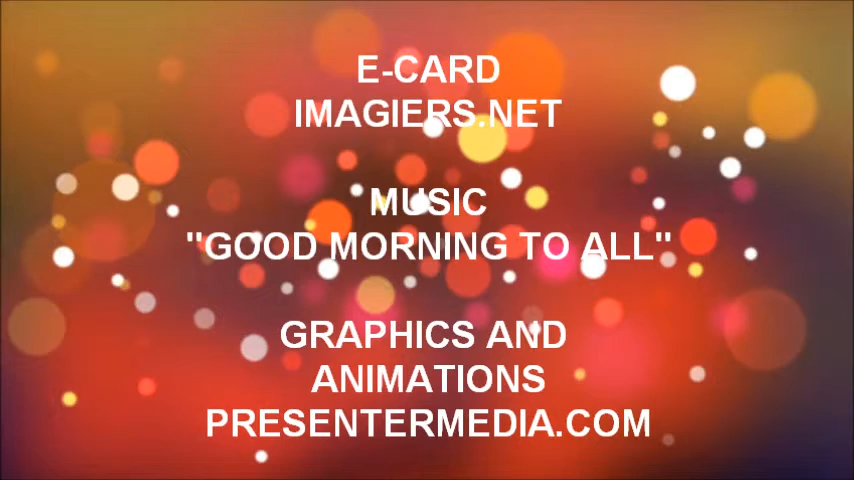 E-CARD
IMAGIERS.NET
MUSIC
"GOOD MORNING TO ALL"
GRAPHICS AND
ANIMATIONS
PRESENTERMEDIA.COM